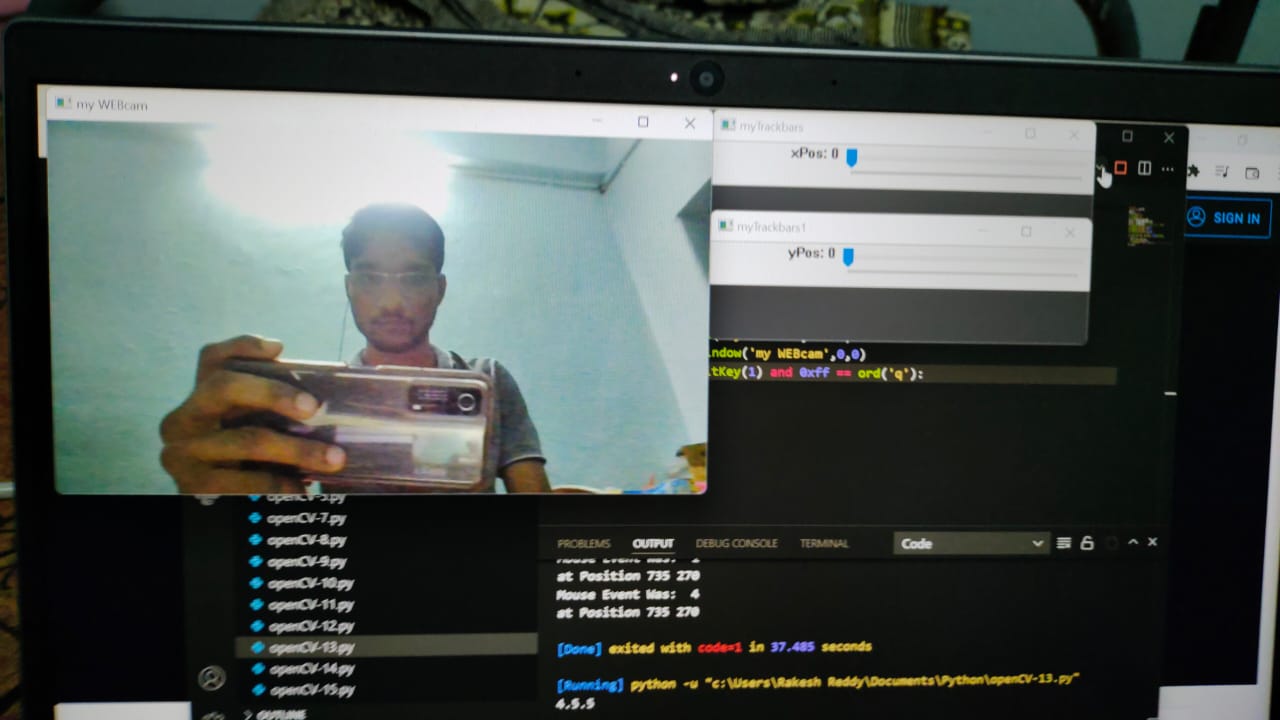 my WEBcam
myTrackbars
xPos: 0
myTrackbars1
yPos: 0
SIGN IN
ndow('my WEBcam',0,0)
tKey(1) and 0xff == ord('q'):
openCV-7.py
openCV-8.py
openCV-9.py
openCV-10.py
openCV-11.py
openCV-12.py
openCV-13.py
openCV-14.py
openCV-15.py
OUTLINE
PROBLEMS OUTPUT DEBUG CONSOLE TERMINAL Code
Mouse Event Was:
at Position 735 270
Mouse Event Was: 4
at Position 735 270
[Done] exited with code=1 in 37.485 seconds
[Running] python -u "c:\Users\Rakesh Reddy\Documents\Python\openCV-13.py"
4.5.5